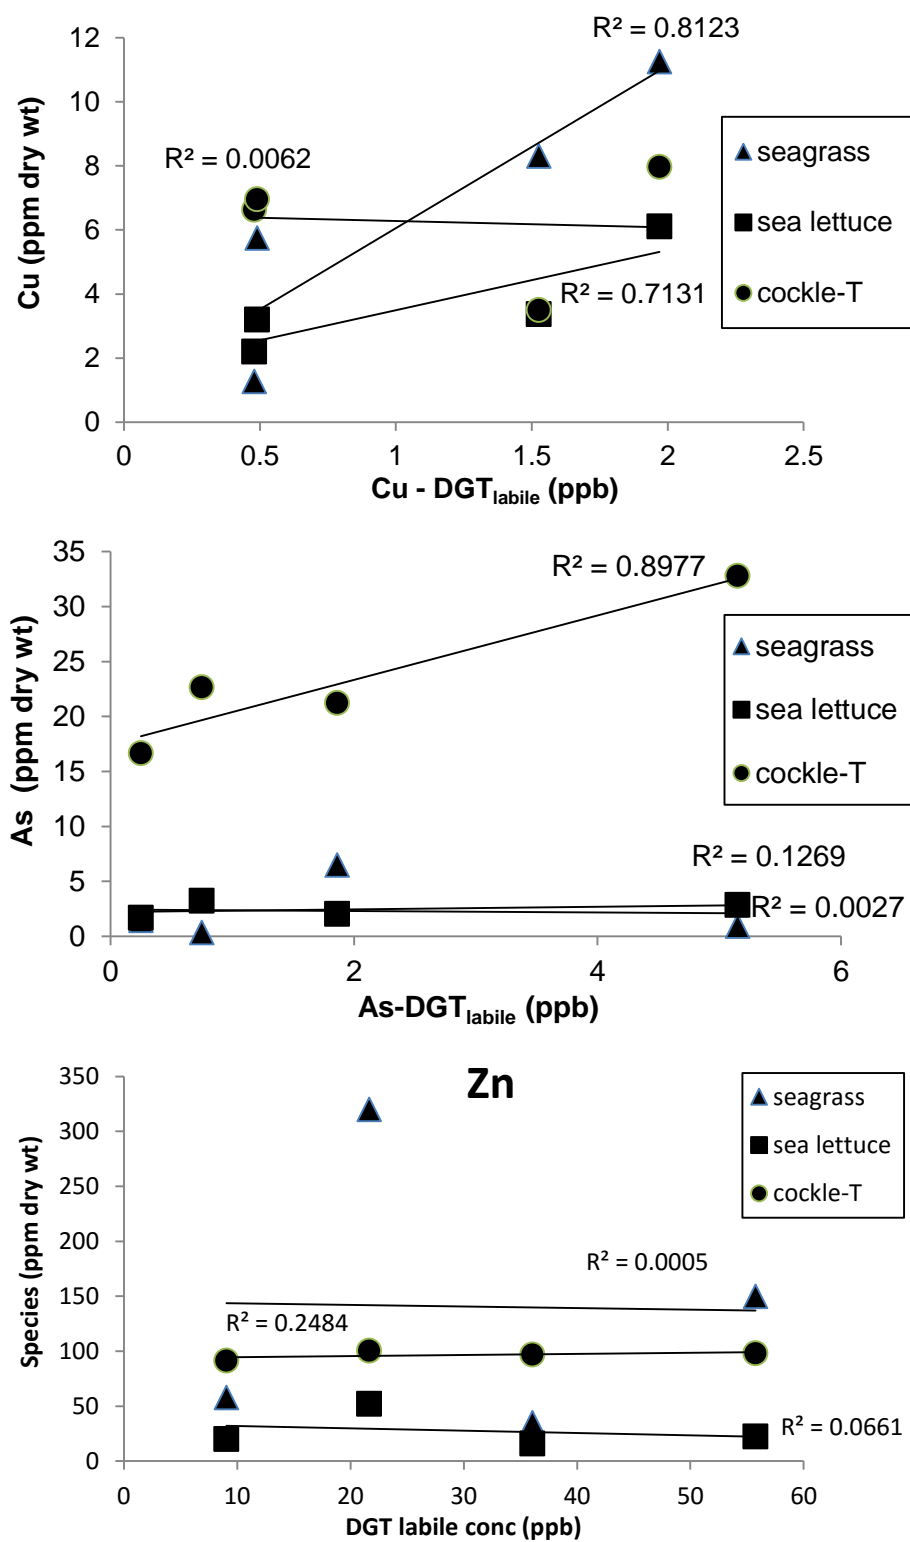 R² = 0.8123
12
10
8
6
4
2
0
Cu (ppm dry wt)
R² = 0.0062
R² = 0.7131
seagrass
sea lettuce
cockle-T
0 0.5 1 1.5 2 2.5
Cu - DGTlabile (ppb)
35
30
25
20
15
10
5
0
As (ppm dry wt)
R² = 0.8977
seagrass
sea lettuce
cockle-T
R² = 0.1269
R² = 0.0027
0 2 4 6
As-DGTlabile (ppb)
Zn
350
300
250
200
150
100
50
0
Species (ppm dry wt)
seagrass
sea lettuce
cockle-T
R² = 0.0005
R² = 0.2484
R² = 0.0661
0 10 20 30 40 50 60
DGT labile conc (ppb)